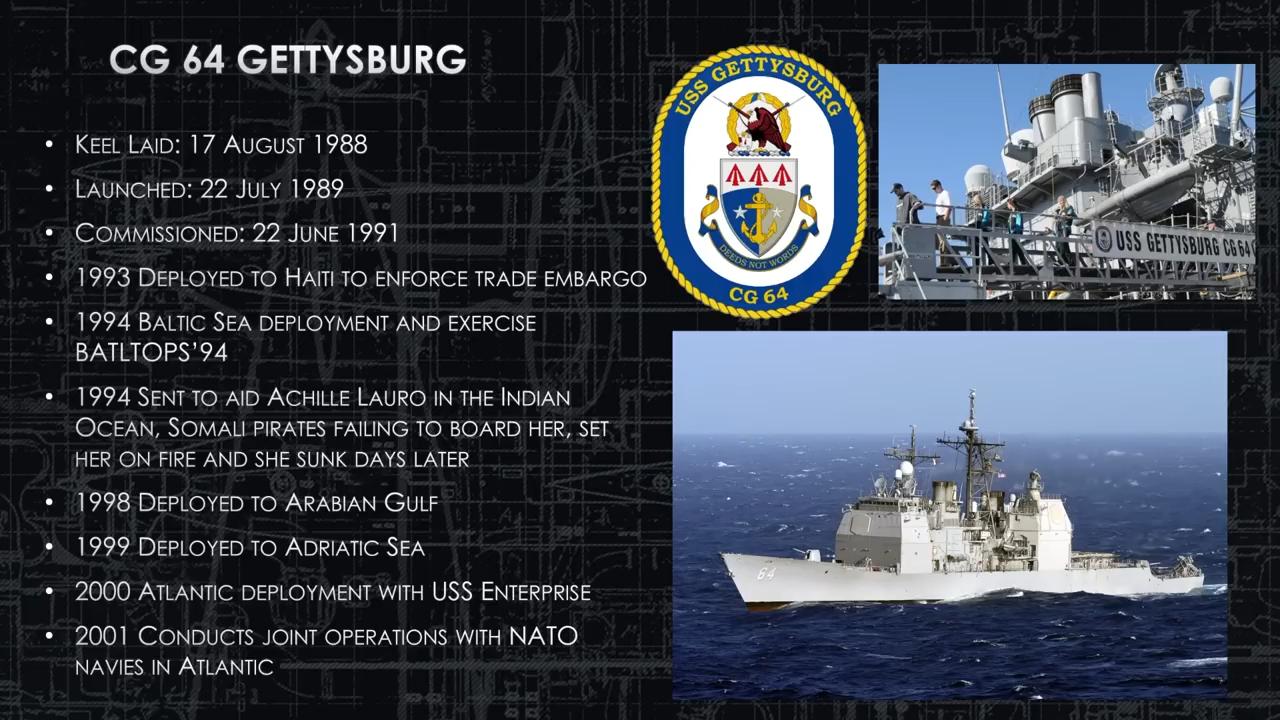 CG 64 GETTYSBURG
• KEEL LAID: 17 AUGUST 1988
• LAUNCHED: 22 JULY 1989
• COMMISSIONED: 22 JUNE 1991
• 1993 DEPLOYED TO HAITI TO ENFORCE TRADE EMBARGO
• 1994 BALTIC SEA DEPLOYMENT AND EXERCISE
BATLTOPS'94
• 1994 SENT TO AID ACHILLE LAURO IN THE INDIAN
OCEAN, SOMALI PIRATES FAILING TO BOARD HER, SET
HER ON FIRE AND SHE SUNK DAYS LATER
• 1998 DEPLOYED TO ARABIAN GULF
• 1999 DEPLOYED TO ADRIATIC SEA
• 2000 ATLANTIC DEPLOYMENT WITH USS ENTERPRISE
• 2001 CONDUCTS JOINT OPERATIONS WITH NATO
NAVIES IN ATLANTIC
USS GETTYSBURG
DEEDS NOT WORDS
CG 64
USS GETTYSBURG CG 64
64